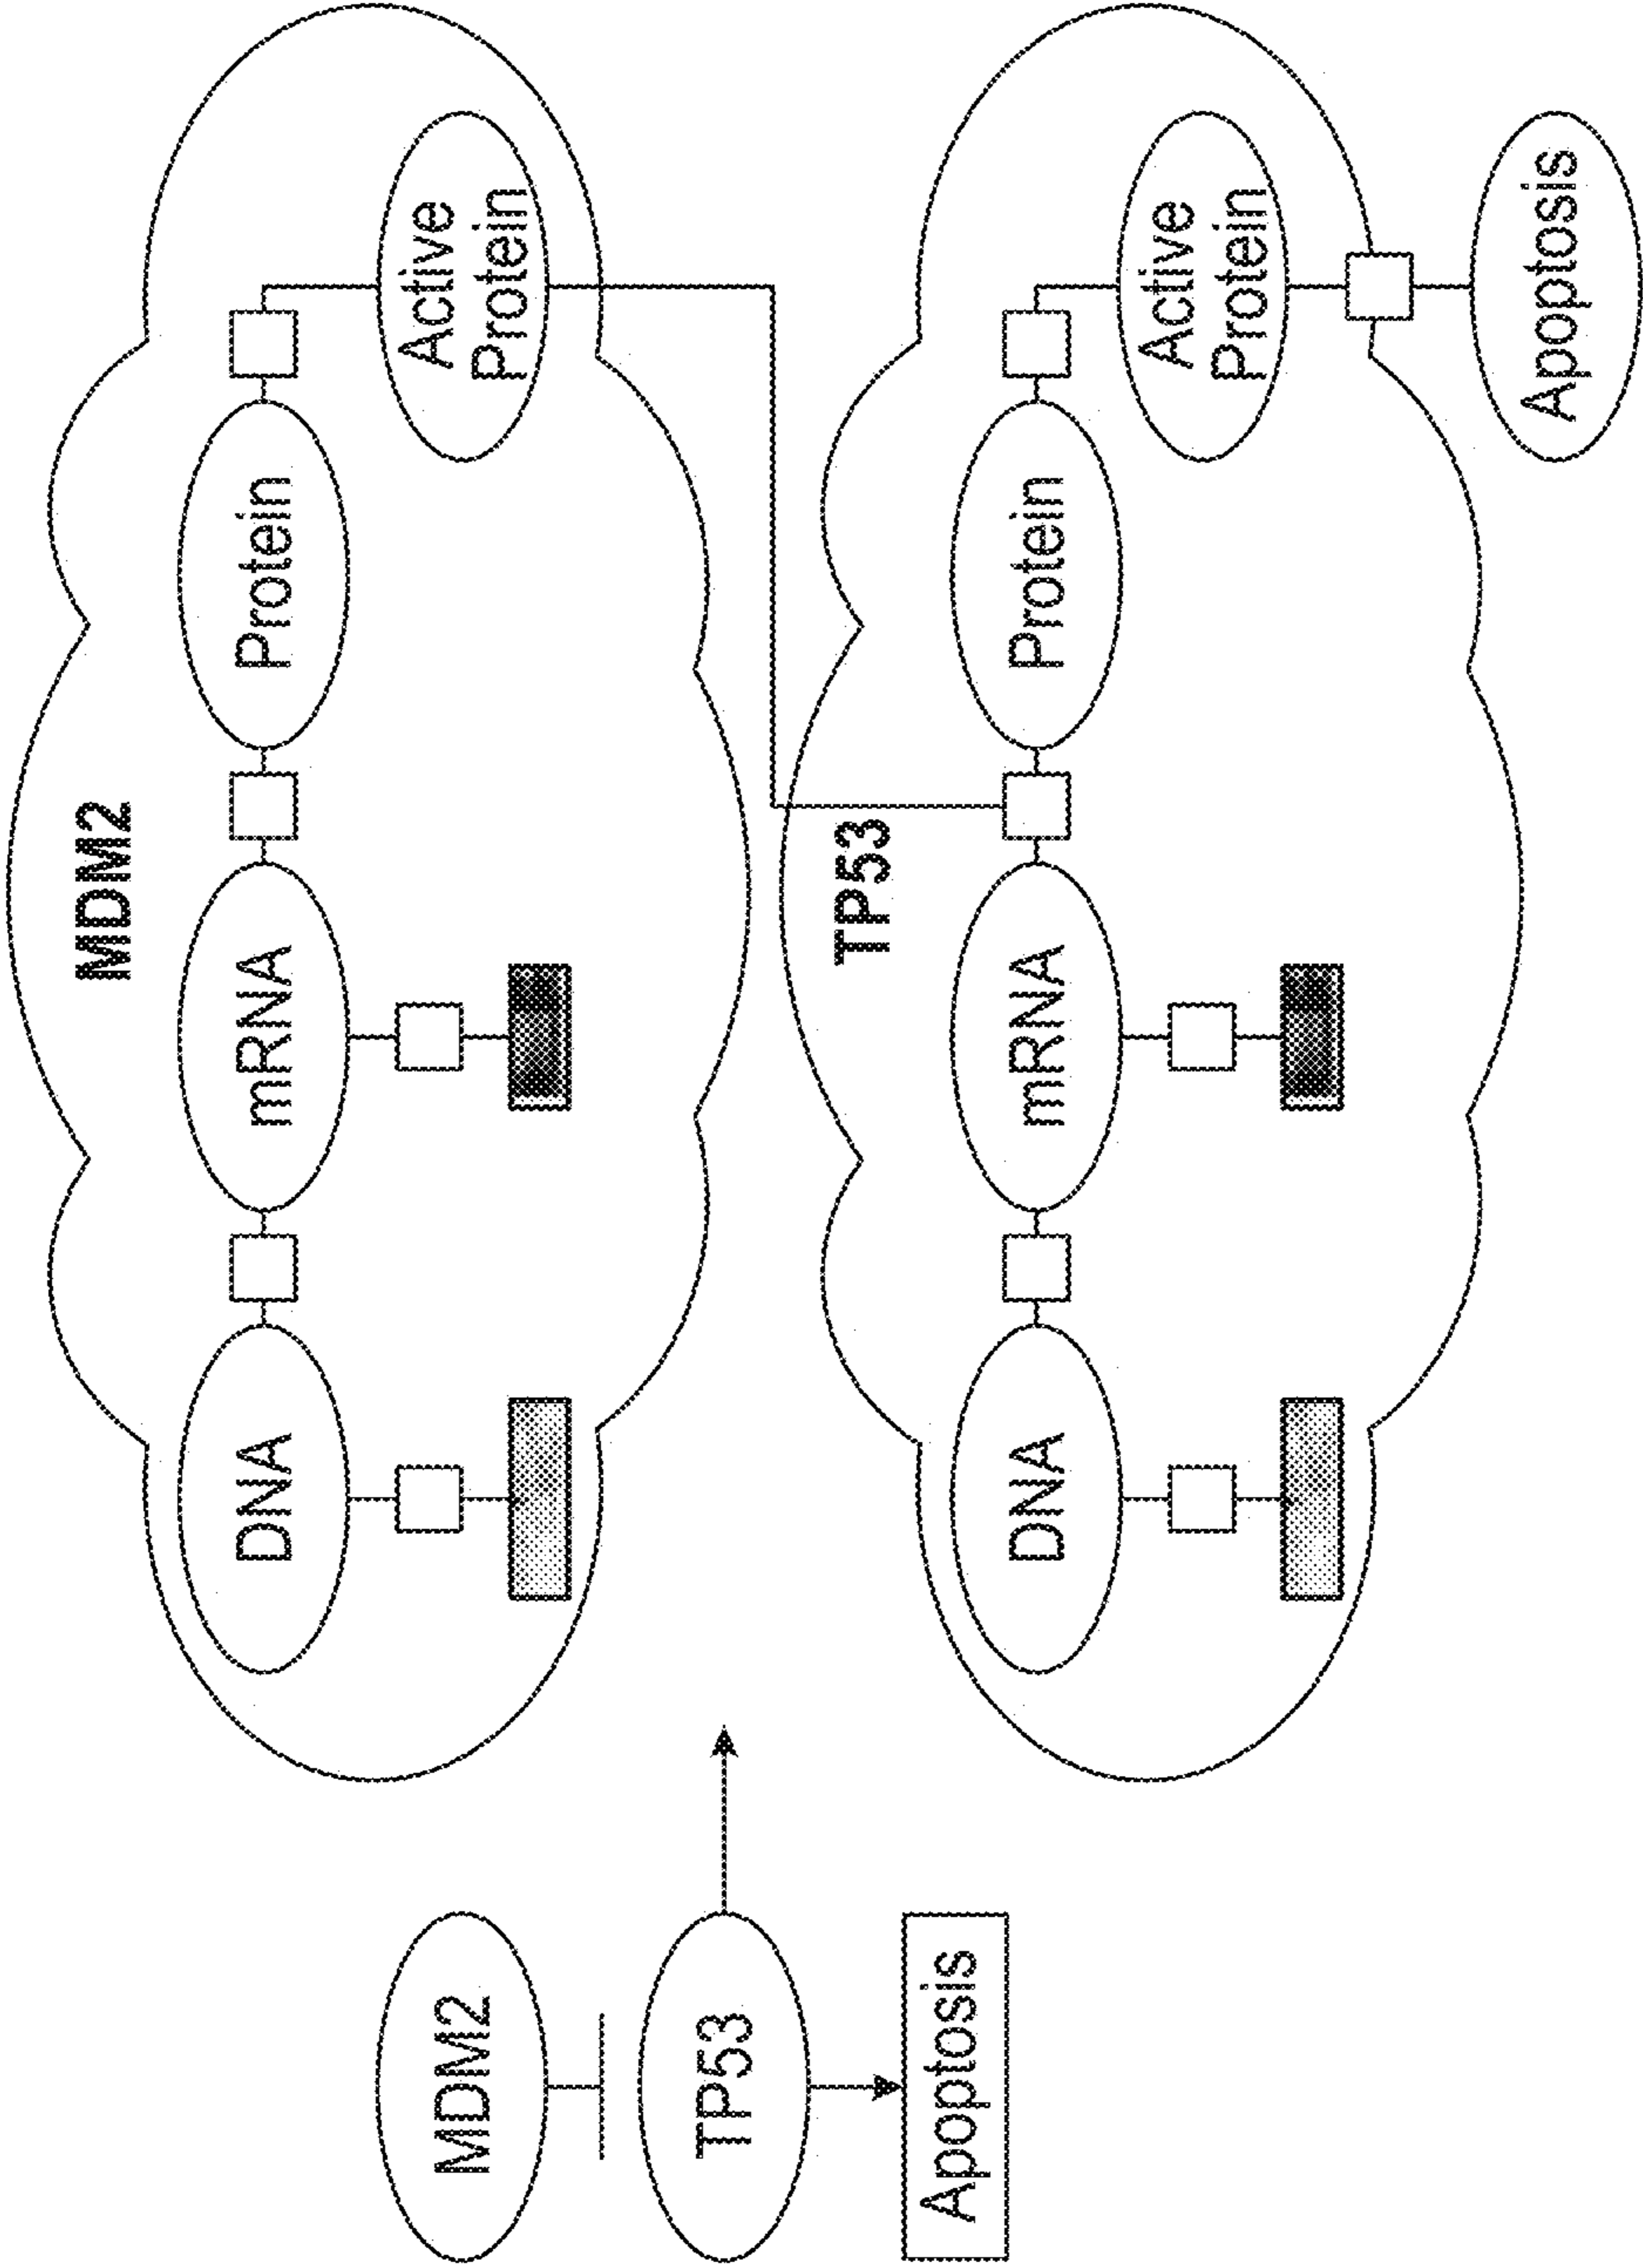 MDM2
TP53
Apoptosis
MDM2
DNA
mRNA
Protein
Active
Protein
TP53
DNA
mRNA
Protein
Active
Protein
Apoptosis